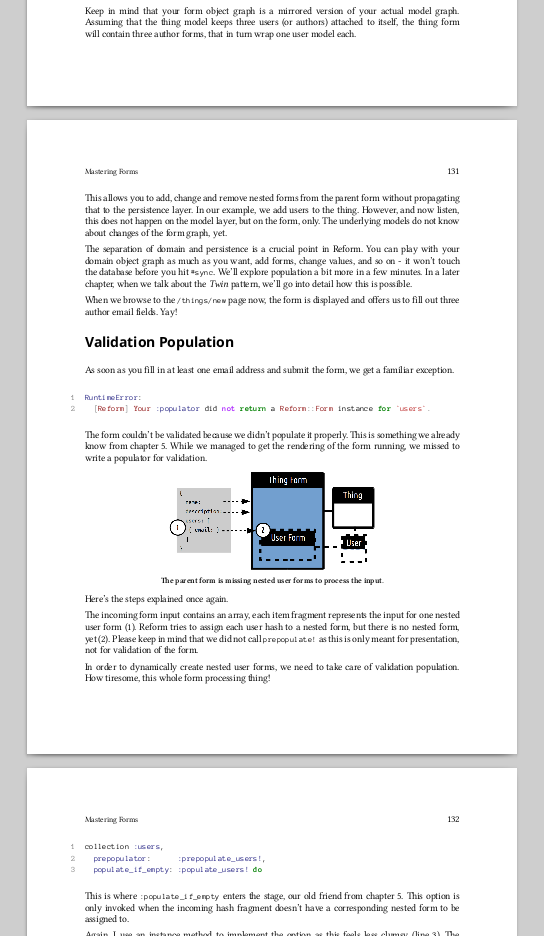 Keep in mind that your form object graph is a mirrored version of your actual model graph.
Assuming that the thing model keeps three users (or authors) attached to itself, the thing form
will contain three author forms, that in turn wrap one user model each.
Mastering Forms 131
This allows you to add, change and remove nested forms from the parent form without propagating
that to the persistence layer. In our example, we add users to the thing. However, and now listen,
this does not happen on the model layer, but on the form, only. The underlying models do not know
about changes of the form graph, yet.
The separation of domain and persistence is a crucial point in Reform. You can play with your
domain object graph as much as you want, add forms, change values, and so on - it won't touch
the database before you hit #sync. We'll explore population a bit more in a few minutes. In a later
chapter, when we talk about the Twin pattern, we'll go into detail how this is possible.
When we browse to the /things/new page now, the form is displayed and offers us to fill out three
author email fields. Yay!
Validation Population
As soon as you fill in at least one email address and submit the form, we get a familiar exception.
1 RuntimeError:
2 [Reform] Your :populator did not return a Reform::Form instance for `users`.
The form couldn't be validated because we didn't populate it properly. This is something we already
know from chapter 5. While we managed to get the rendering of the form running, we missed to
write a populator for validation.
{
name:
description:
users: [
{ email: }
]
}
1
Thing Form
2
User Form
Thing
User
The parent form is missing nested user forms to process the input.
Here's the steps explained once again.
The incoming form input contains an array, each item fragment represents the input for one nested
user form (1). Reform tries to assign each user hash to a nested form, but there is no nested form,
yet (2). Please keep in mind that we did not call prepopulate! as this is only meant for presentation,
not for validation of the form.
In order to dynamically create nested user forms, we need to take care of validation population.
How tiresome, this whole form processing thing!
Mastering Forms 132
1 collection :users,
2 prepopulator: :prepopulate_users!,
3 populate_if_empty: :populate_users! do
This is where :populate_if_empty enters the stage, our old friend from chapter 5. This option is
only invoked when the incoming hash fragment doesn't have a corresponding nested form to be
assigned to.
Again, I use an instance method to implement the option as this feels less clumsy (line 3). The